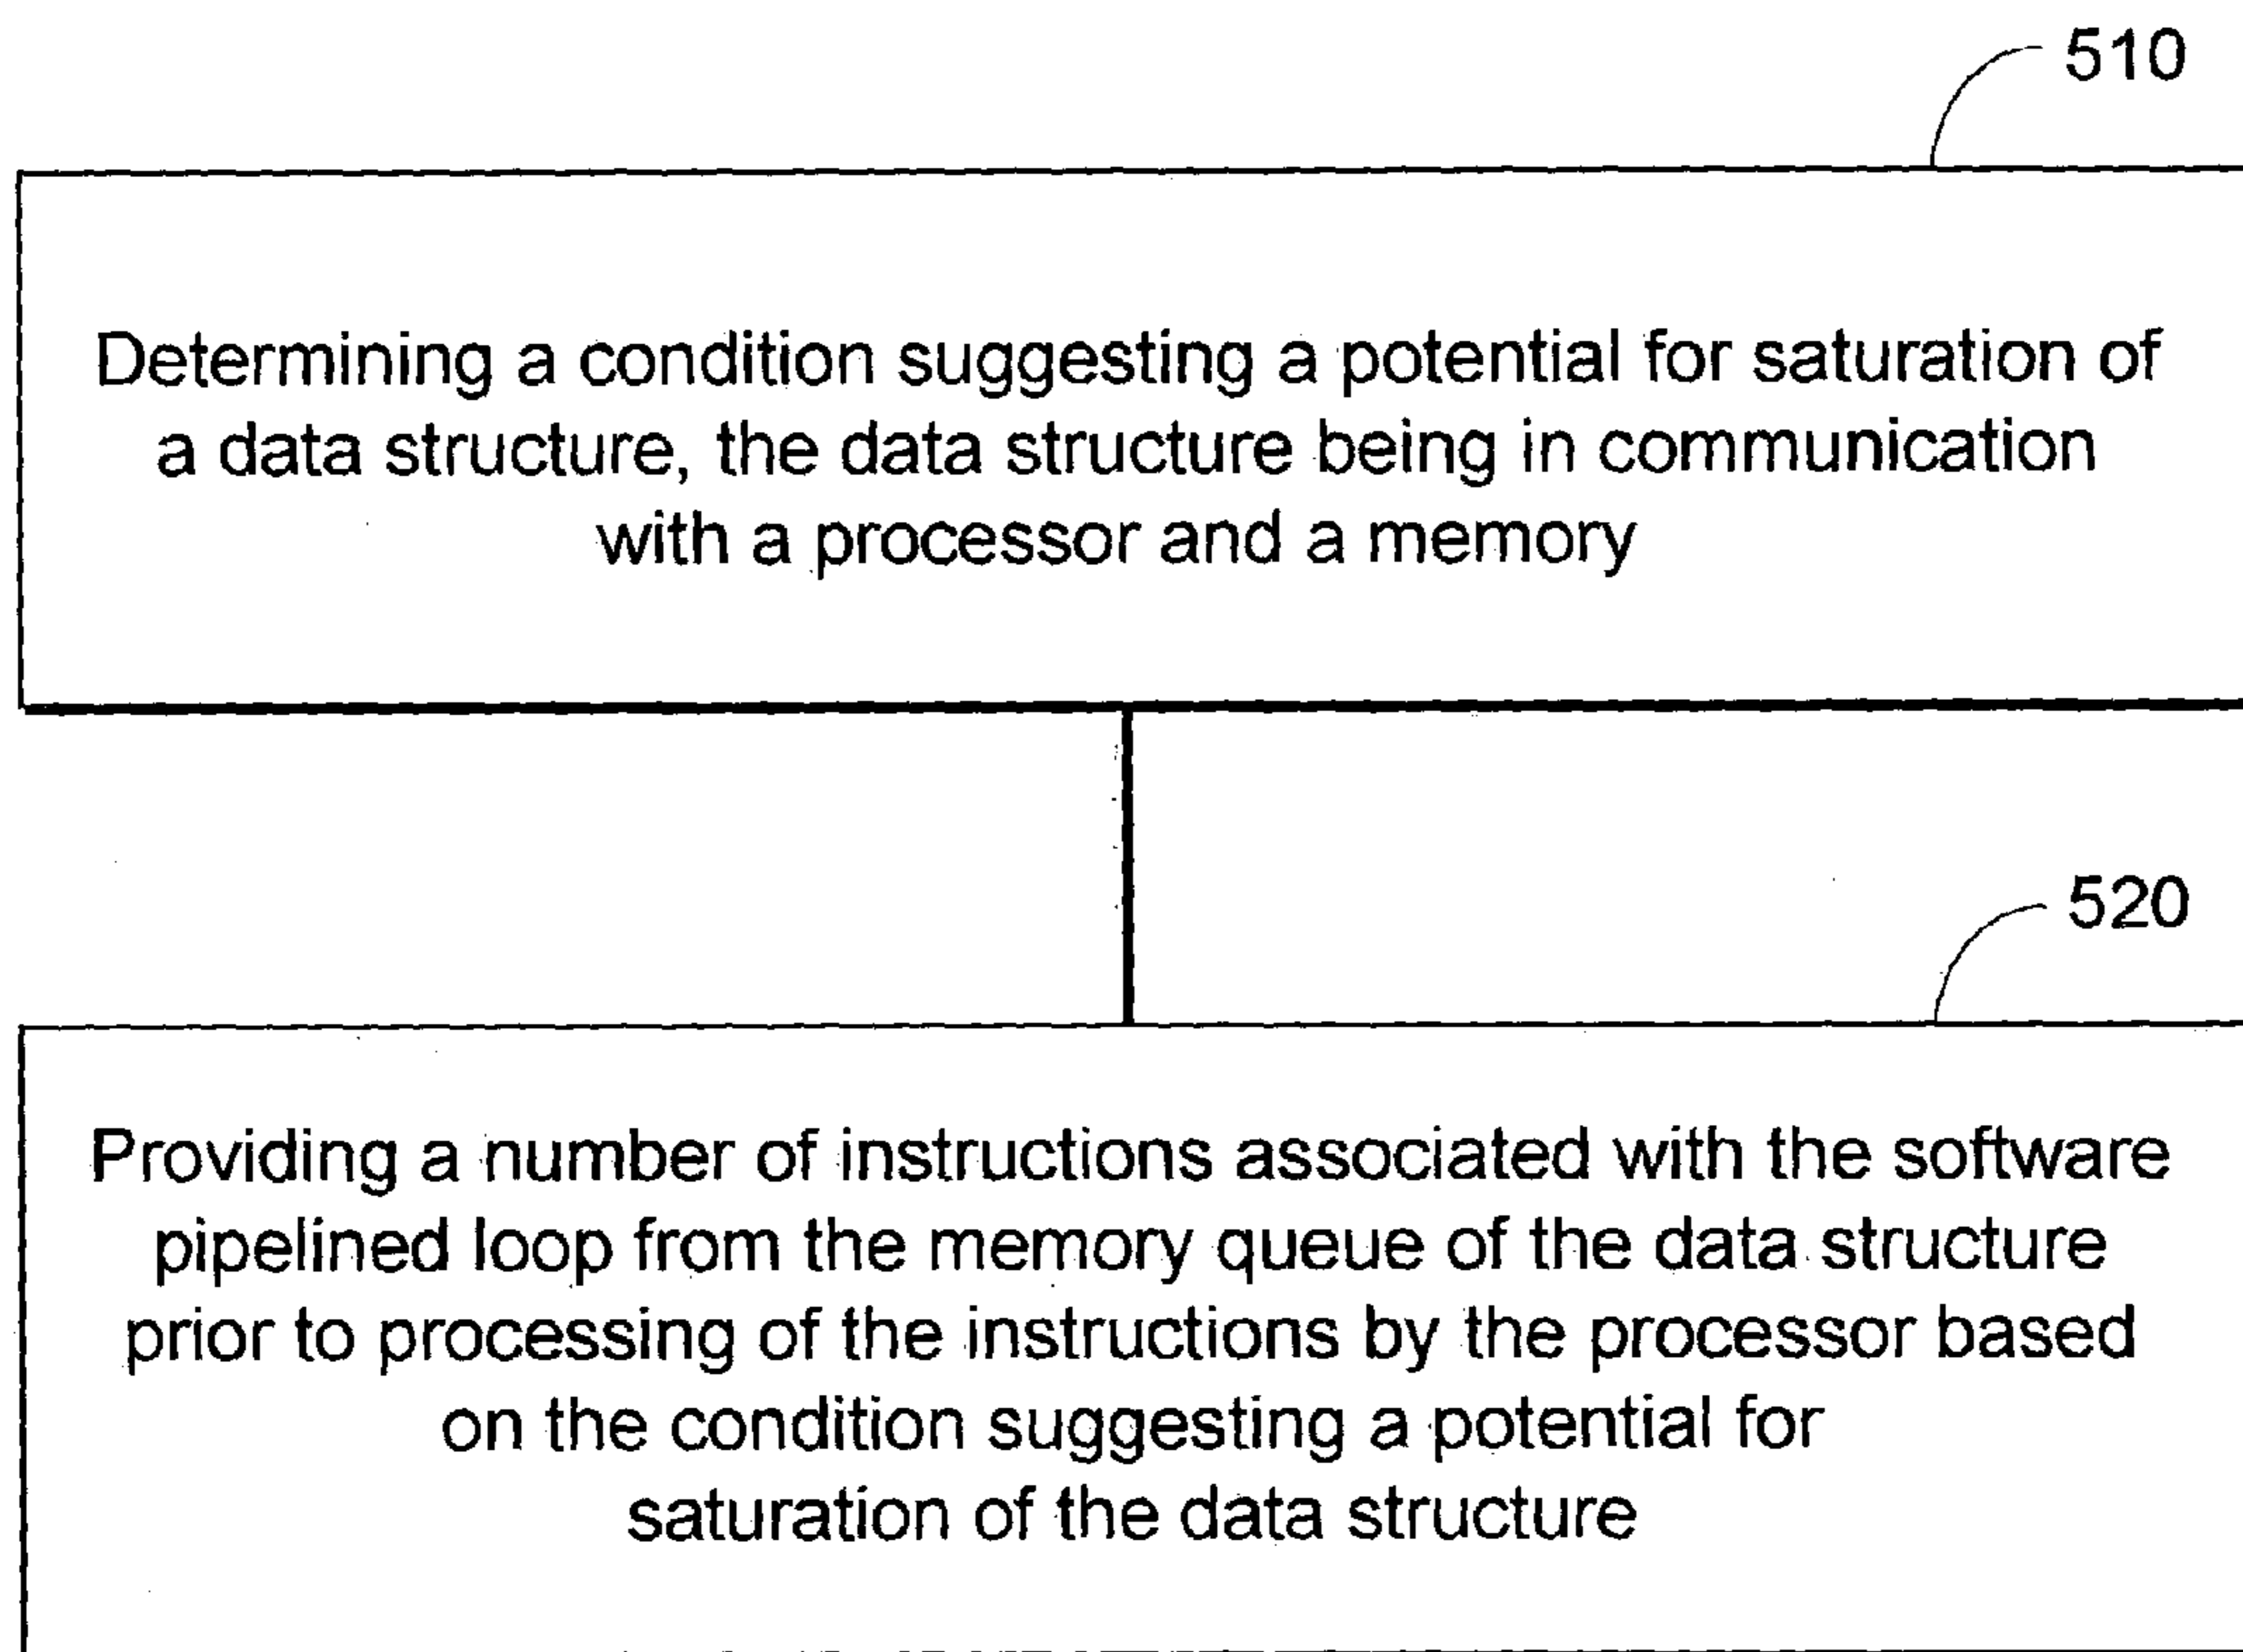 510
Determining a condition suggesting a potential for saturation of
a data structure, the data structure being in communication
with a processor and a memory
520
Providing a number of instructions associated with the software
pipelined loop from the memory queue of the data structure
prior to processing of the instructions by the processor based
on the condition suggesting a potential for
saturation of the data structure